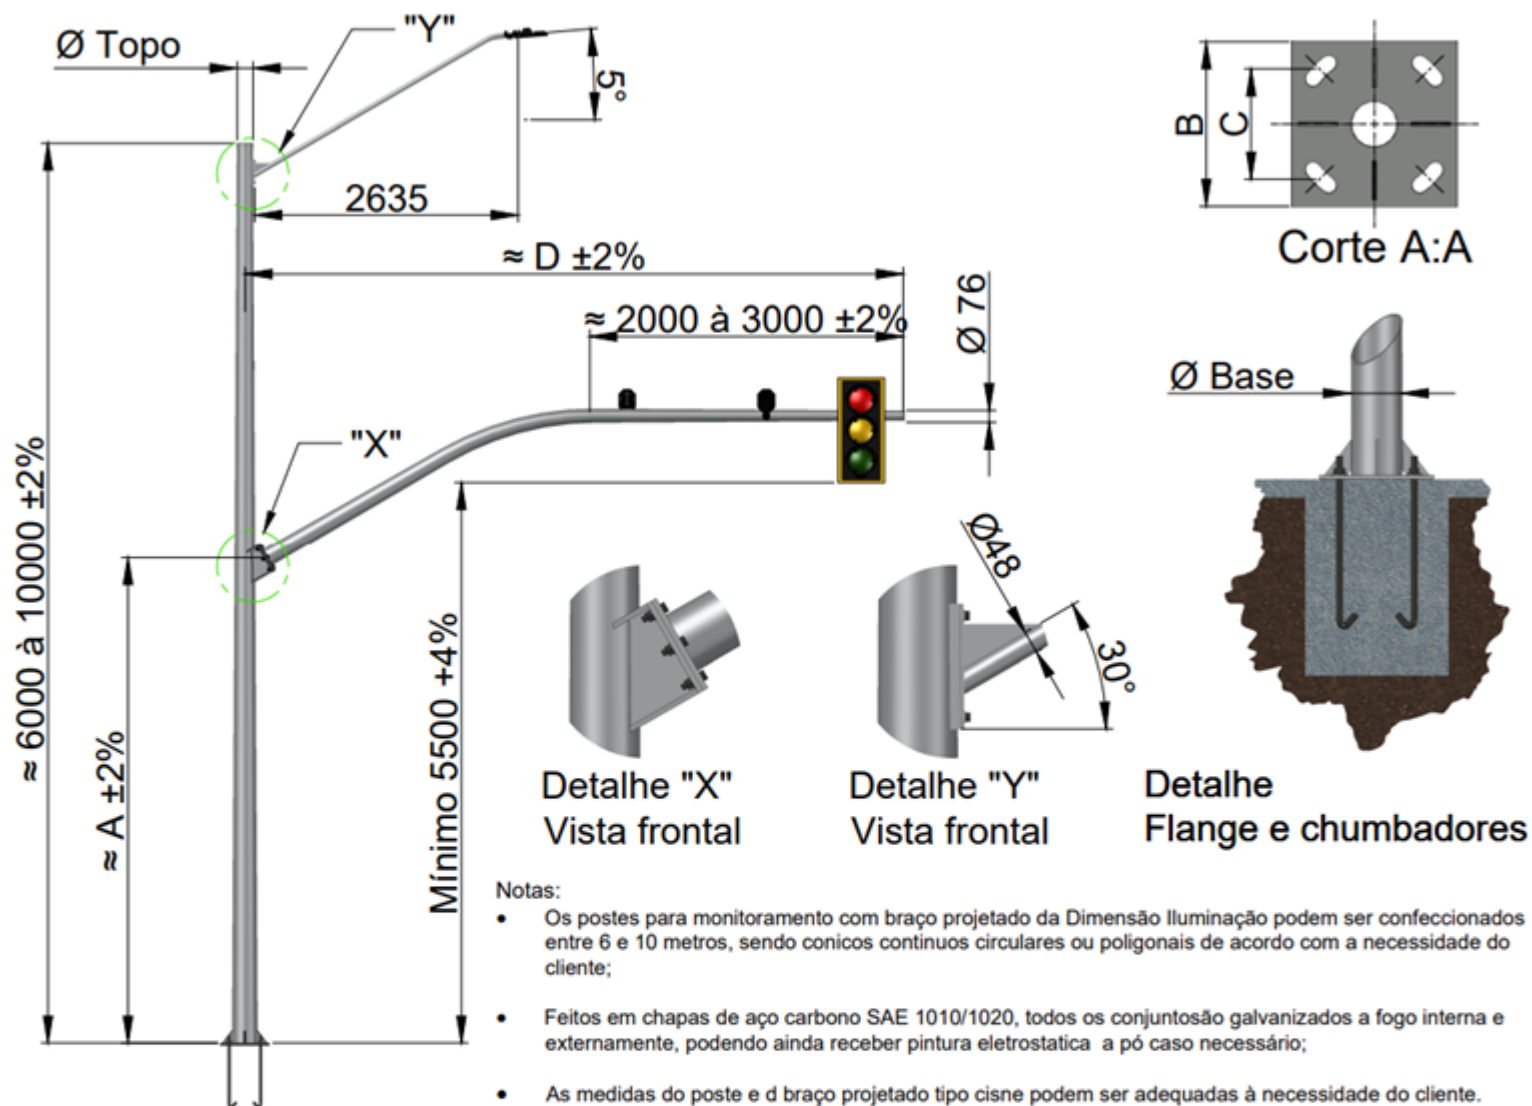 Ø Topo
"Y"
5°
2635
≈ D ±2%
≈ 2000 à 3000 ±2%
Ø 76
"X"
≈ 6000 à 10000 ±2%
≈ A ±2%
Mínimo 5500 +4%
B
C
Corte A:A
Ø Base
Ø48
30°
Detalhe "X"
Vista frontal
Detalhe "Y"
Vista frontal
Detalhe
Flange e chumbadores
Notas:
• Os postes para monitoramento com braço projetado da Dimensão Iluminação podem ser confeccionados
entre 6 e 10 metros, sendo conicos continuos circulares ou poligonais de acordo com a necessidade do
cliente;
• Feitos em chapas de aço carbono SAE 1010/1020, todos os conjuntosão galvanizados a fogo interna e
externamente, podendo ainda receber pintura eletrostatica a pó caso necessário;
• As medidas do poste e d braço projetado tipo cisne podem ser adequadas à necessidade do cliente.